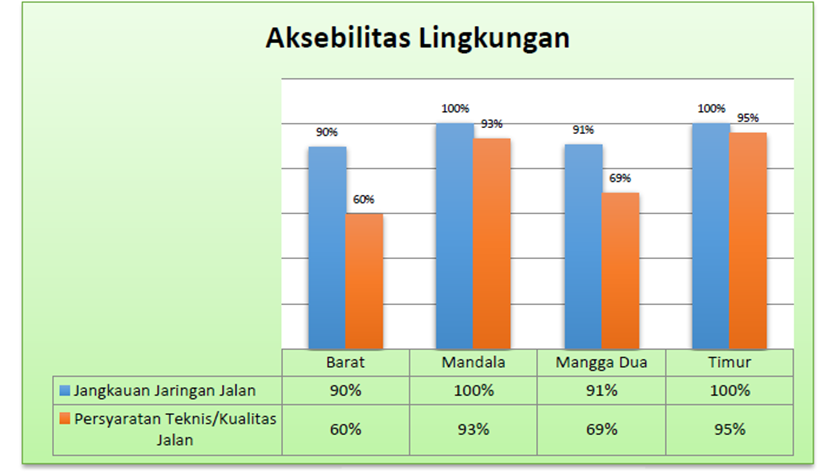 Aksebilitas Lingkungan
90%
60%
100%
93%
91%
69%
100%
95%
Barat Mandala Mangga Dua Timur
Jangkauan Jaringan Jalan 90% 100% 91% 100%
Persyaratan Teknis/Kualitas
Jalan 60% 93% 69% 95%